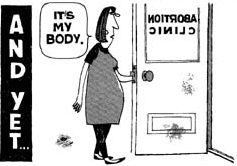 AND YET...
IT'S
MY
BODY.
ABORTION
CLINIC